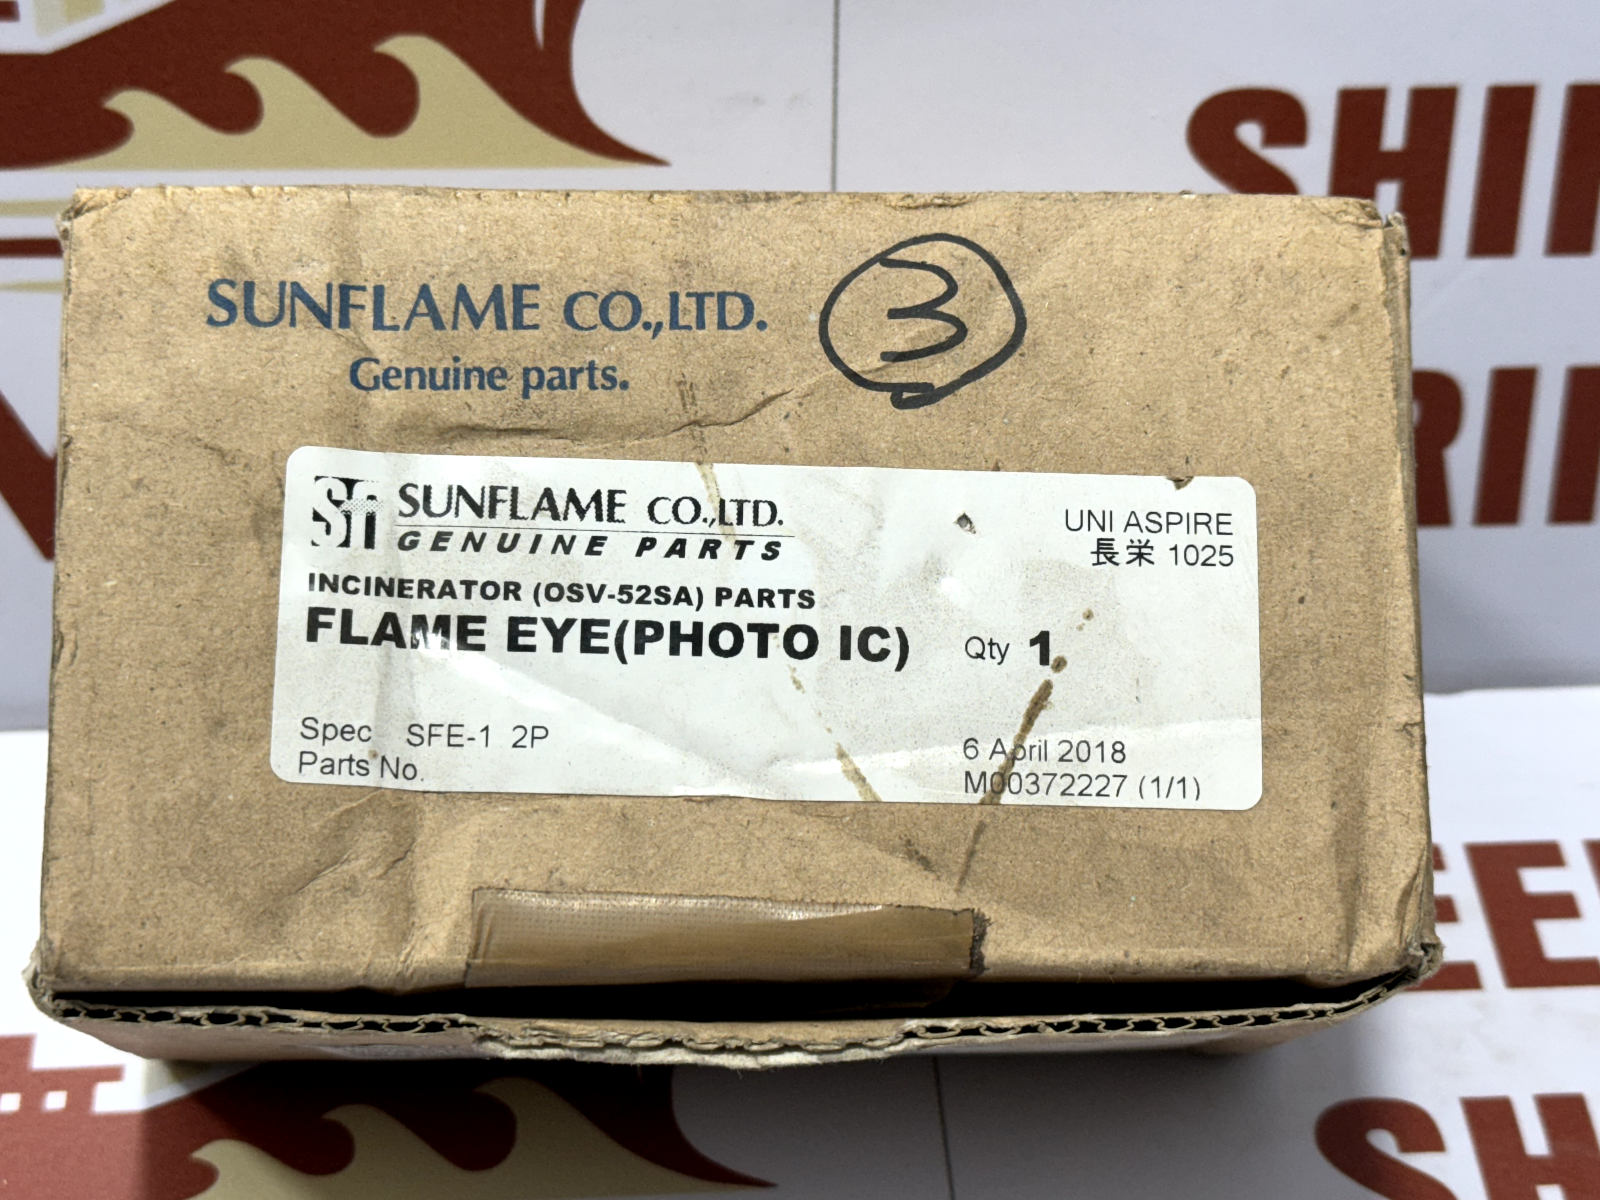 SUNFLAME CO.,LTD.
Genuine parts.
3
Sfi SUNFLAME CO.,LTD.
GENUINE PARTS
UNI ASPIRE
長栄 1025
INCINERATOR (OSV-52SA) PARTS
FLAME EYE(PHOTO IC)
Qty 1
Spec SFE-1 2P
Parts No.
6 April 2018
M00372227 (1/1)